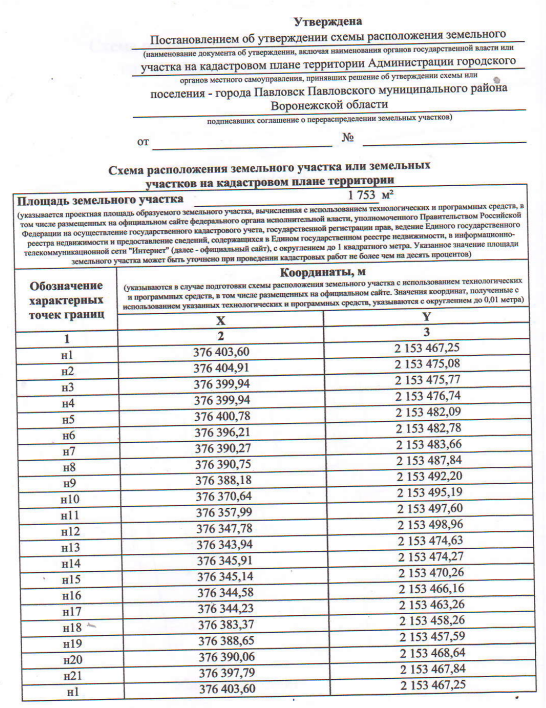 Утверждена
Постановлением об утверждении схемы расположения земельного
(наименование документа об утверждении, включая наименования органов государственной власти или
участка на кадастровом плане территории Администрации городского
органов местного самоуправления, принявших решение об утверждении схемы или
поселения - города Павловск Павловского муниципального района
Воронежской области
подписавших соглашение о перераспределении земельных участков)
от №
Схема расположения земельного участка или земельных
участков на кадастровом плане территории
Площадь земельного участка 1 753 м²
(указывается проектная площадь образуемого земельного участка, вычисленная с использованием технологических и программных средств, в
том числе размещенных на официальном сайте федерального органа исполнительной власти, уполномоченного Правительством Российской
Федерации на осуществление государственного кадастрового учета, государственной регистрации прав, ведение Единого государственного
реестра недвижимости и предоставление сведений, содержащихся в Едином государственном реестре недвижимости, в информационно-
телекоммуникационной сети "Интернет" (далее - официальный сайт), с округлением до 1 квадратного метра. Указанное значение площади
земельного участка может быть уточнено при проведении кадастровых работ не более чем на десять процентов)
Обозначение
характерных
точек границ
Координаты, м
(указываются в случае подготовки схемы расположения земельного участка с использованием технологических
и программных средств, в том числе размещенных на официальном сайте. Значения координат, полученные с
использованием указанных технологических и программных средств, указываются с округлением до 0,01 метра)
X Y
1 2 3
н1 376 403,60 2 153 467,25
н2 376 404,91 2 153 475,08
н3 376 399,94 2 153 475,77
н4 376 399,94 2 153 476,74
н5 376 400,78 2 153 482,09
н6 376 396,21 2 153 482,78
н7 376 390,27 2 153 483,66
н8 376 390,75 2 153 487,84
н9 376 388,18 2 153 492,20
н10 376 370,64 2 153 495,19
н11 376 357,99 2 153 497,60
н12 376 347,78 2 153 498,96
н13 376 343,94 2 153 474,63
н14 376 345,91 2 153 474,27
н15 376 345,14 2 153 470,26
н16 376 344,58 2 153 466,16
н17 376 344,23 2 153 463,26
н18 376 383,37 2 153 458,26
н19 376 388,65 2 153 457,59
н20 376 390,06 2 153 468,64
н21 376 397,79 2 153 467,84
н1 376 403,60 2 153 467,25